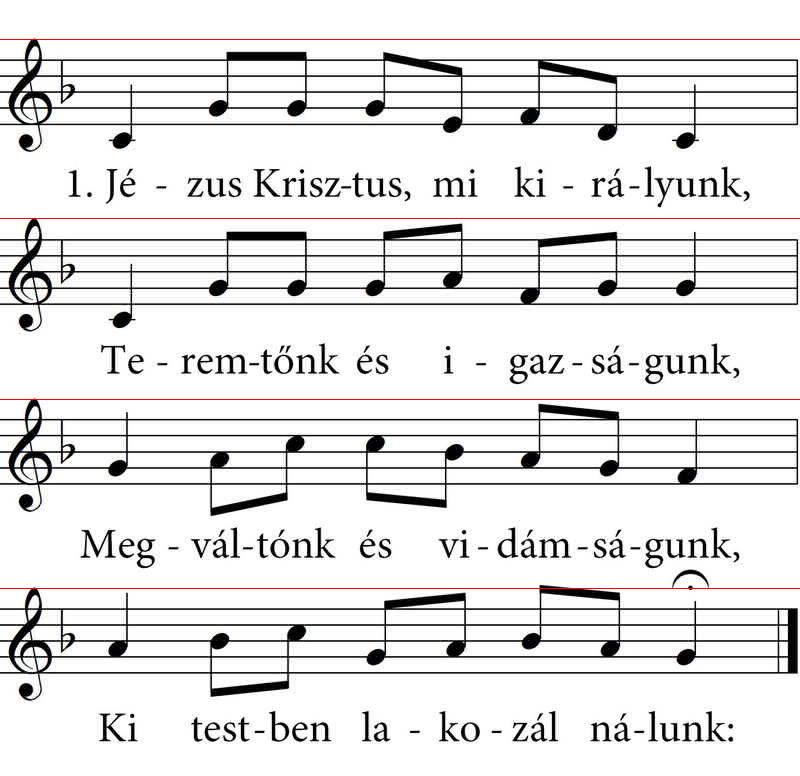 1. Jé - zus Krisz-tus, mi ki - rá-lyunk,
Te - rem-tőnk és i - gaz-sá-gunk,
Meg - vál-tónk és vi-dám-sá-gunk,
Ki test-ben la - ko-zál ná-lunk: